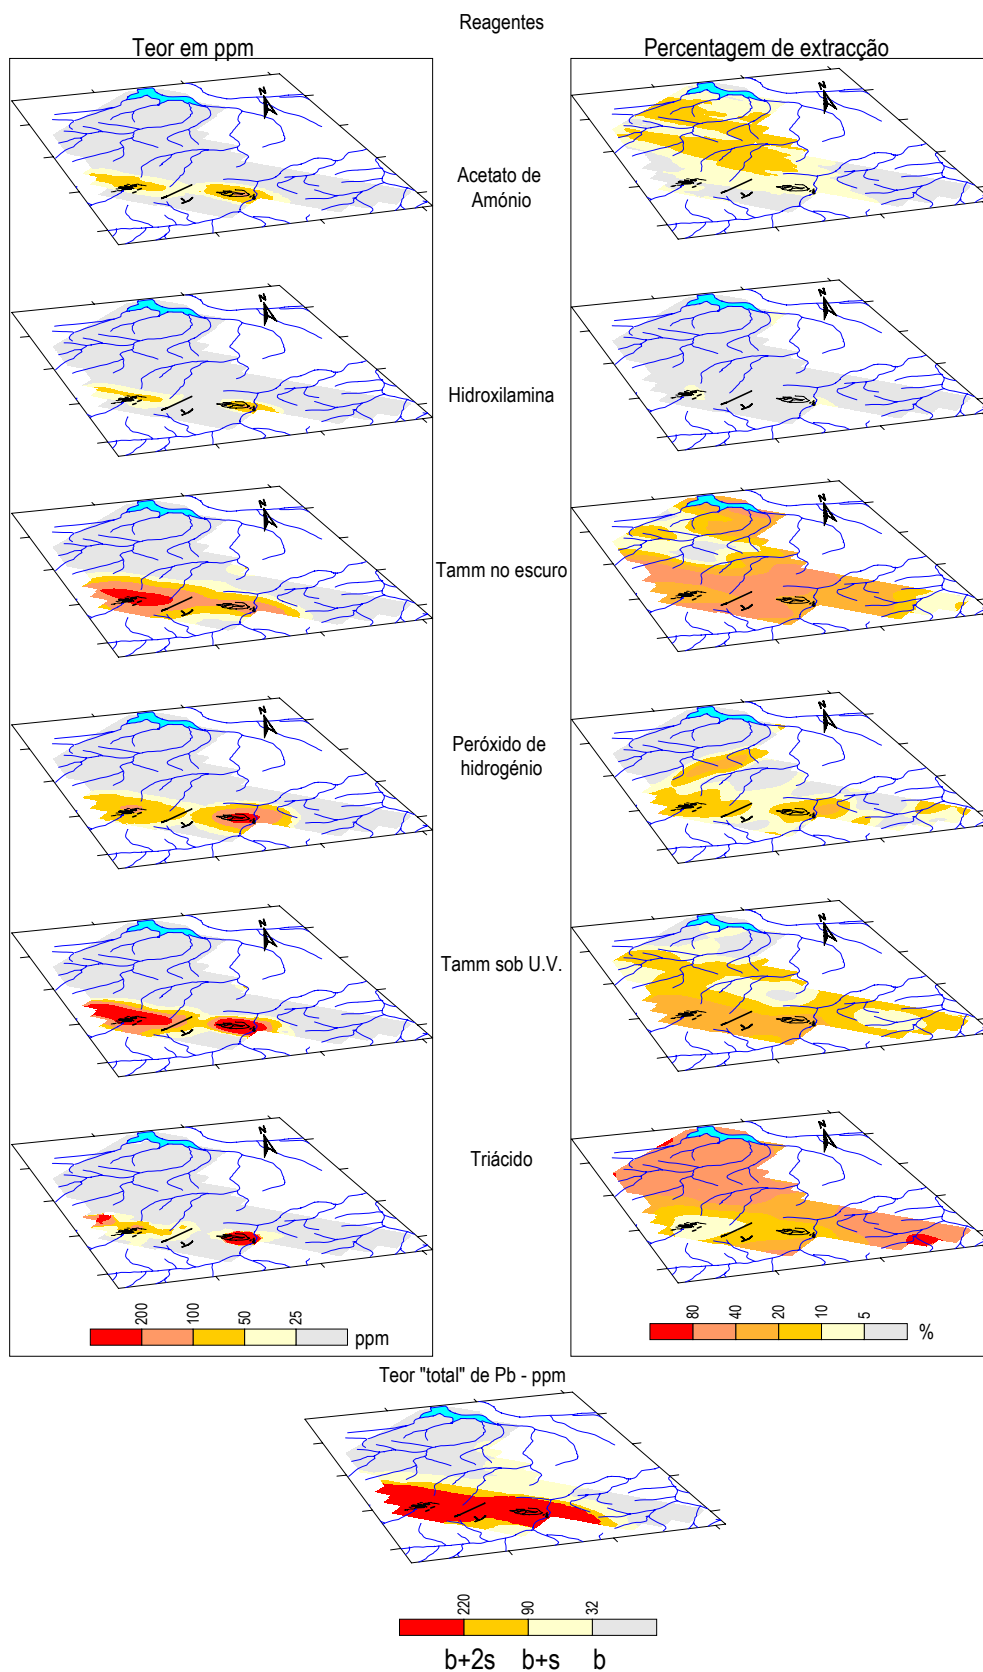 Reagentes
Teor em ppm
Percentagem de extracção
N
N
Acetato de
Amónio
N
N
Hidroxilamina
N
N
Tamm no escuro
N
N
Peróxido de
hidrogénio
N
N
Tamm sob U.V.
N
N
Triácido
200 100 50 25
ppm
80 40 20 10 5
%
Teor "total" de Pb - ppm
220 90 32
b+2s b+s b